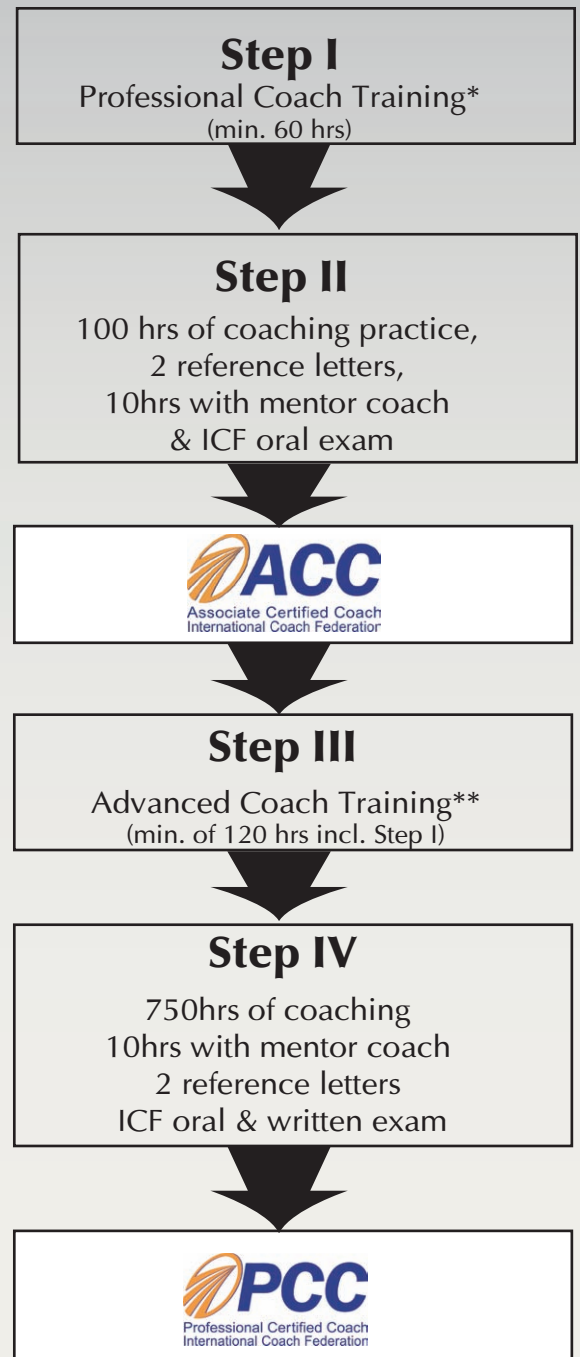 Step I
Professional Coach Training*
(min. 60 hrs)
Step II
100 hrs of coaching practice,
2 reference letters,
10hrs with mentor coach
& ICF oral exam
ACC
Associate Certified Coach
International Coach Federation
Step III
Advanced Coach Training**
(min. of 120 hrs incl. Step I)
Step IV
750hrs of coaching
10hrs with mentor coach
2 reference letters
ICF oral & written exam
PCC
Professional Certified Coach
International Coach Federation